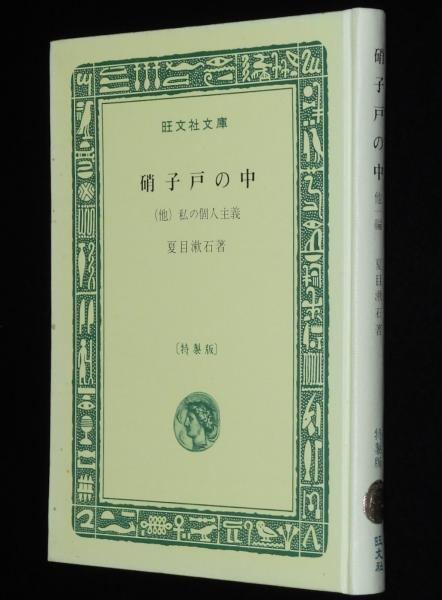 旺文社文庫
硝子戸の中
(他) 私の個人主義
夏目漱石著
[特製版]
硝子戸の中
他一編
夏目漱石著
特製版
旺文社